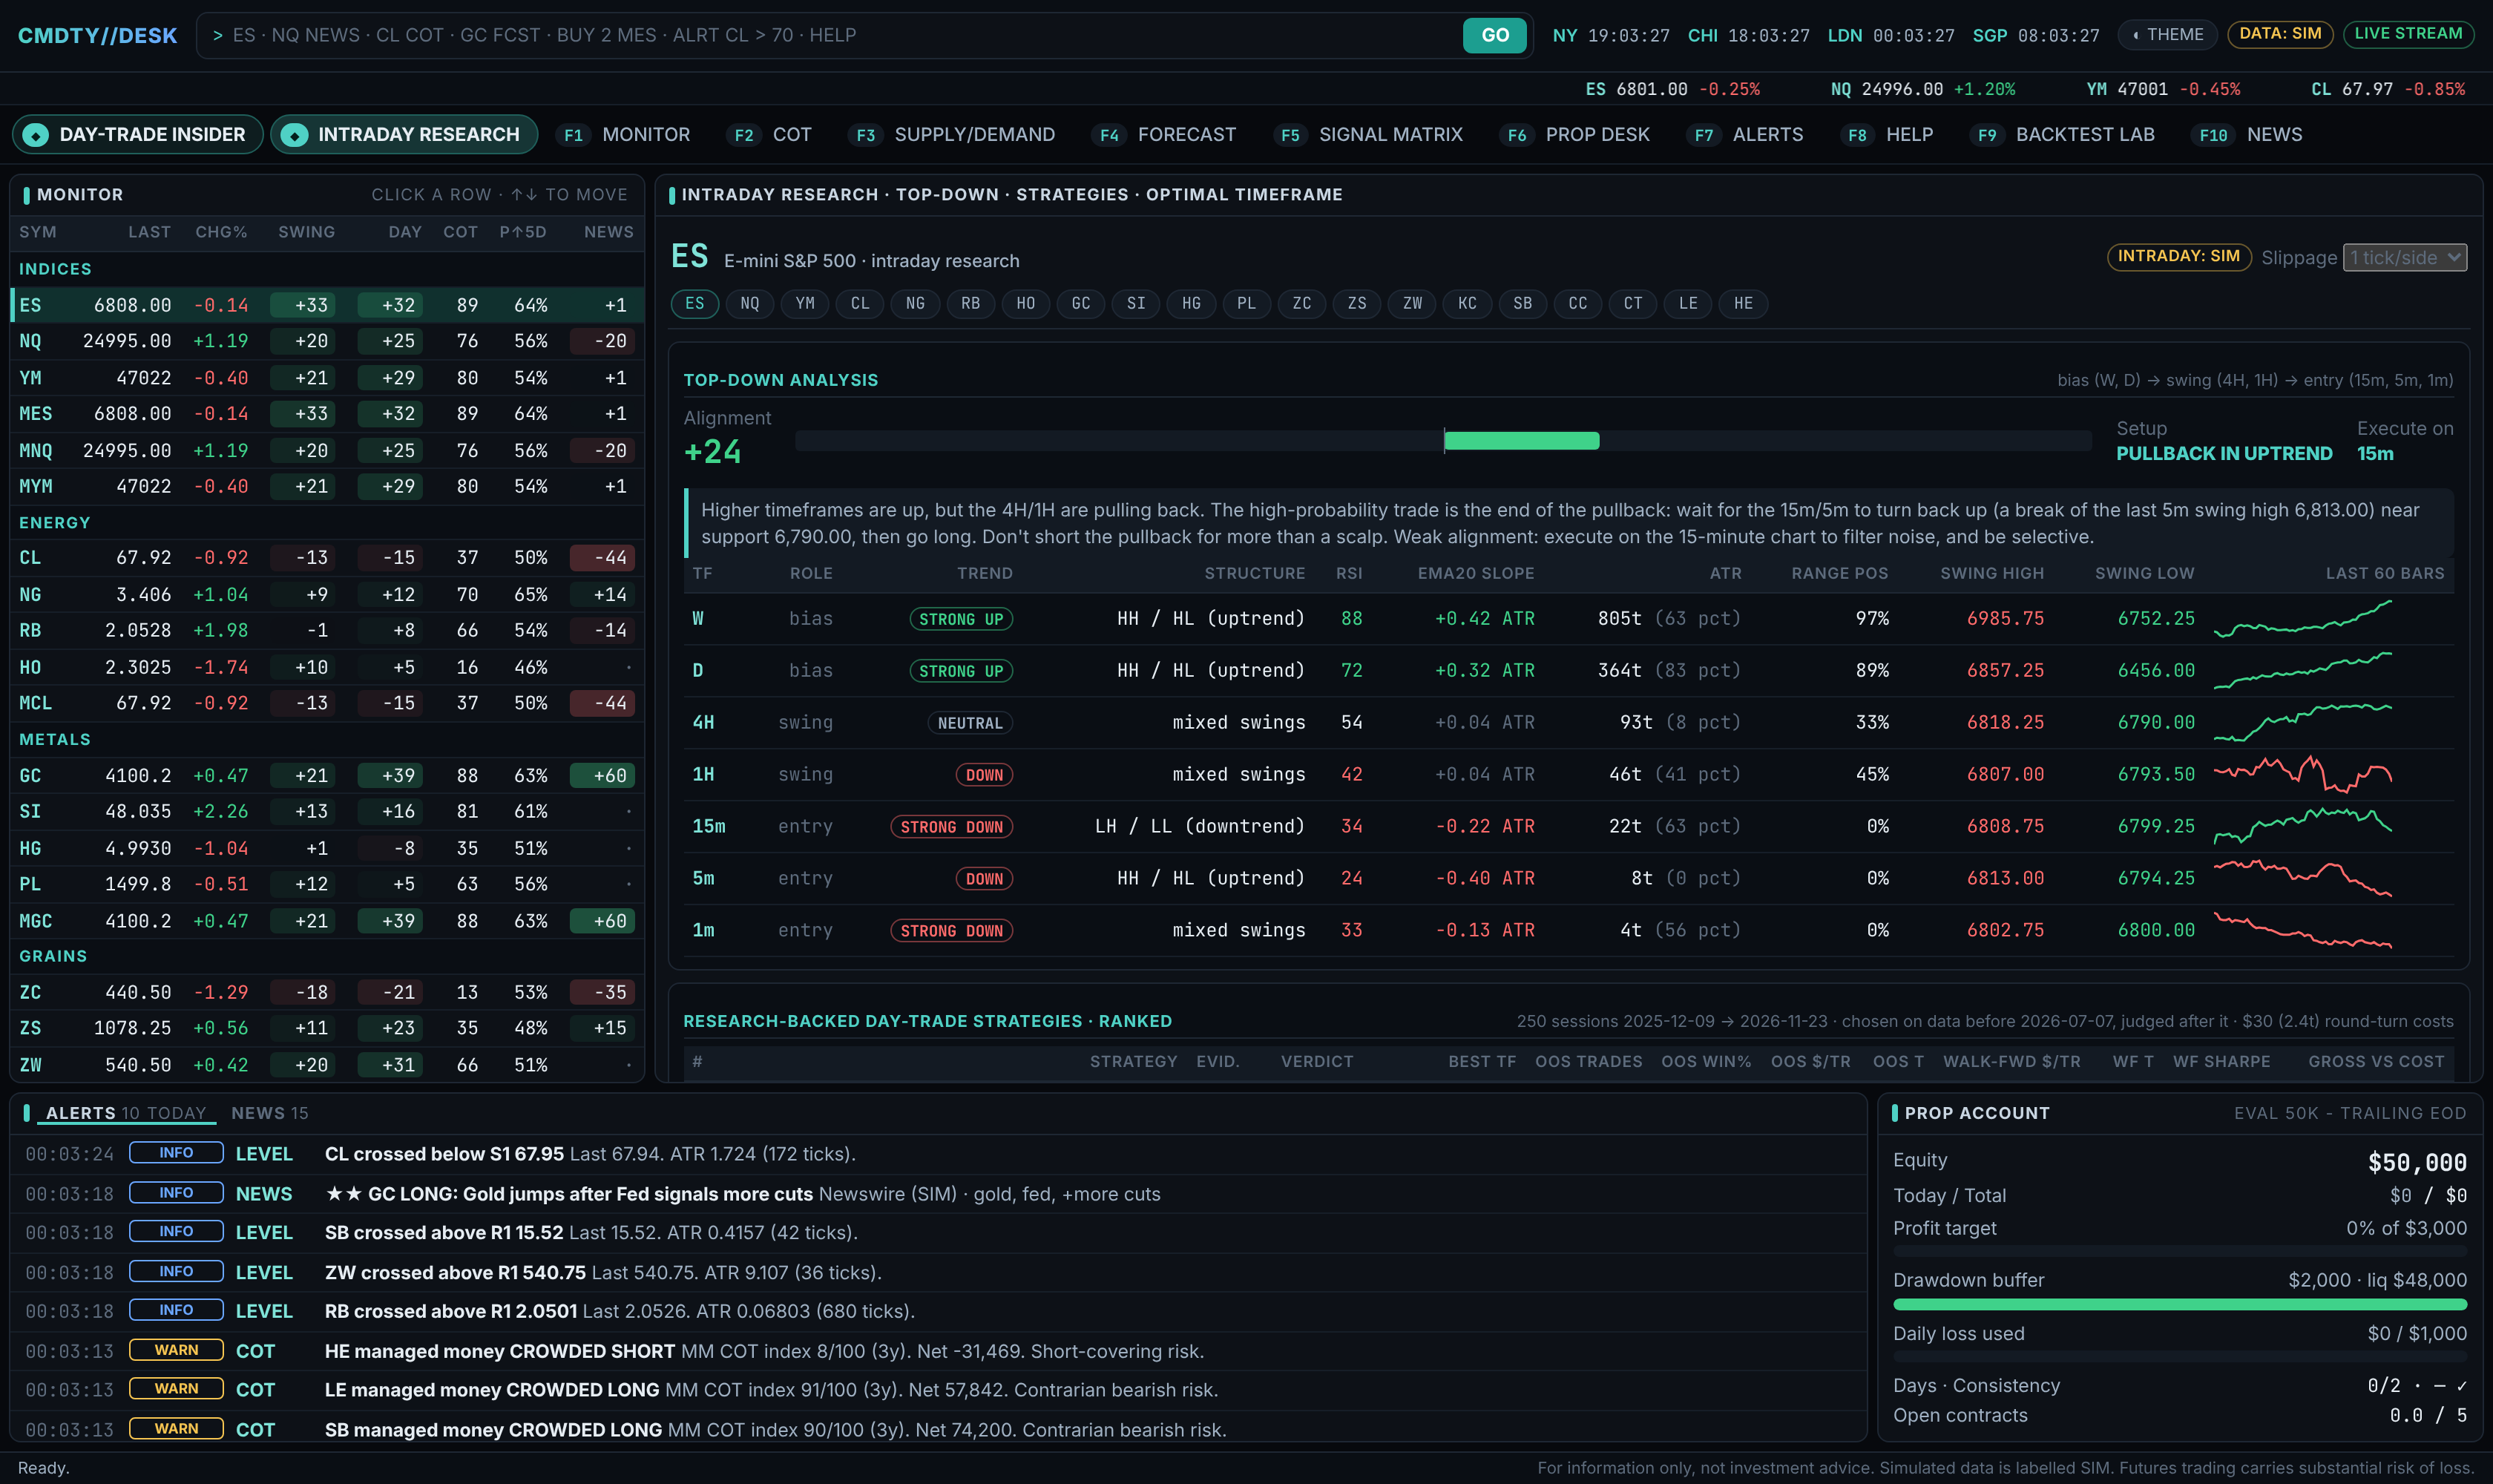 CMDTY//DESK > ES · NQ NEWS · CL COT · GC FCST · BUY 2 MES · ALRT CL > 70 · HELP GO NY 19:03:27 CHI 18:03:27 LDN 00:03:27 SGP 08:03:27 THEME DATA: SIM LIVE STREAM
ES 6801.00 -0.25% NQ 24996.00 +1.20% YM 47001 -0.45% CL 67.97 -0.85%
◆ DAY-TRADE INSIDER ◆ INTRADAY RESEARCH F1 MONITOR F2 COT F3 SUPPLY/DEMAND F4 FORECAST F5 SIGNAL MATRIX F6 PROP DESK F7 ALERTS F8 HELP F9 BACKTEST LAB F10 NEWS
MONITOR CLICK A ROW · ↑↓ TO MOVE
SYM LAST CHG% SWING DAY COT P↑5D NEWS
INDICES
ES 6808.00 -0.14 +33 +32 89 64% +1
NQ 24995.00 +1.19 +20 +25 76 56% -20
YM 47022 -0.40 +21 +29 80 54% +1
MES 6808.00 -0.14 +33 +32 89 64% +1
MNQ 24995.00 +1.19 +20 +25 76 56% -20
MYM 47022 -0.40 +21 +29 80 54% +1
ENERGY
CL 67.92 -0.92 -13 -15 37 50% -44
NG 3.406 +1.04 +9 +12 70 65% +14
RB 2.0528 +1.98 -1 +8 66 54% -14
HO 2.3025 -1.74 +10 +5 16 46% ·
MCL 67.92 -0.92 -13 -15 37 50% -44
METALS
GC 4100.2 +0.47 +21 +39 88 63% +60
SI 48.035 +2.26 +13 +16 81 61% ·
HG 4.9930 -1.04 +1 -8 35 51% ·
PL 1499.8 -0.51 +12 +5 63 56% ·
MGC 4100.2 +0.47 +21 +39 88 63% +60
GRAINS
ZC 440.50 -1.29 -18 -21 13 53% -35
ZS 1078.25 +0.56 +11 +23 35 48% +15
ZW 540.50 +0.42 +20 +31 66 51% ·
INTRADAY RESEARCH · TOP-DOWN · STRATEGIES · OPTIMAL TIMEFRAME
ES E-mini S&P 500 · intraday research INTRADAY: SIM Slippage 1 tick/side
ES NQ YM CL NG RB HO GC SI HG PL ZC ZS ZW KC SB CC CT LE HE
TOP-DOWN ANALYSIS bias (W, D) → swing (4H, 1H) → entry (15m, 5m, 1m)
Alignment Setup Execute on
+24 PULLBACK IN UPTREND 15m
Higher timeframes are up, but the 4H/1H are pulling back. The high-probability trade is the end of the pullback: wait for the 15m/5m to turn back up (a break of the last 5m swing high 6,813.00) near
support 6,790.00, then go long. Don't short the pullback for more than a scalp. Weak alignment: execute on the 15-minute chart to filter noise, and be selective.
TF ROLE TREND STRUCTURE RSI EMA20 SLOPE ATR RANGE POS SWING HIGH SWING LOW LAST 60 BARS
W bias STRONG UP HH / HL (uptrend) 88 +0.42 ATR 805t (63 pct) 97% 6985.75 6752.25
D bias STRONG UP HH / HL (uptrend) 72 +0.32 ATR 364t (83 pct) 89% 6857.25 6456.00
4H swing NEUTRAL mixed swings 54 +0.04 ATR 93t (8 pct) 33% 6818.25 6790.00
1H swing DOWN mixed swings 42 +0.04 ATR 46t (41 pct) 45% 6807.00 6793.50
15m entry STRONG DOWN LH / LL (downtrend) 34 -0.22 ATR 22t (63 pct) 0% 6808.75 6799.25
5m entry DOWN HH / HL (uptrend) 24 -0.40 ATR 8t (0 pct) 0% 6813.00 6794.25
1m entry STRONG DOWN mixed swings 33 -0.13 ATR 4t (56 pct) 0% 6802.75 6800.00
RESEARCH-BACKED DAY-TRADE STRATEGIES · RANKED 250 sessions 2025-12-09 → 2026-11-23 · chosen on data before 2026-07-07, judged after it · $30 (2.4t) round-turn costs
# STRATEGY EVID. VERDICT BEST TF OOS TRADES OOS WIN% OOS $/TR OOS T WALK-FWD $/TR WF T WF SHARPE GROSS VS COST
ALERTS 10 TODAY NEWS 15
00:03:24 INFO LEVEL CL crossed below S1 67.95 Last 67.94. ATR 1.724 (172 ticks).
00:03:18 INFO NEWS ★★ GC LONG: Gold jumps after Fed signals more cuts Newswire (SIM) · gold, fed, +more cuts
00:03:18 INFO LEVEL SB crossed above R1 15.52 Last 15.52. ATR 0.4157 (42 ticks).
00:03:18 INFO LEVEL ZW crossed above R1 540.75 Last 540.75. ATR 9.107 (36 ticks).
00:03:18 INFO LEVEL RB crossed above R1 2.0501 Last 2.0526. ATR 0.06803 (680 ticks).
00:03:13 WARN COT HE managed money CROWDED SHORT MM COT index 8/100 (3y). Net -31,469. Short-covering risk.
00:03:13 WARN COT LE managed money CROWDED LONG MM COT index 91/100 (3y). Net 57,842. Contrarian bearish risk.
00:03:13 WARN COT SB managed money CROWDED LONG MM COT index 90/100 (3y). Net 74,200. Contrarian bearish risk.
PROP ACCOUNT EVAL 50K - TRAILING EOD
Equity $50,000
Today / Total $0 / $0
Profit target 0% of $3,000
Drawdown buffer $2,000 · liq $48,000
Daily loss used $0 / $1,000
Days · Consistency 0/2 · — ✓
Open contracts 0.0 / 5
Ready. For information only, not investment advice. Simulated data is labelled SIM. Futures trading carries substantial risk of loss.